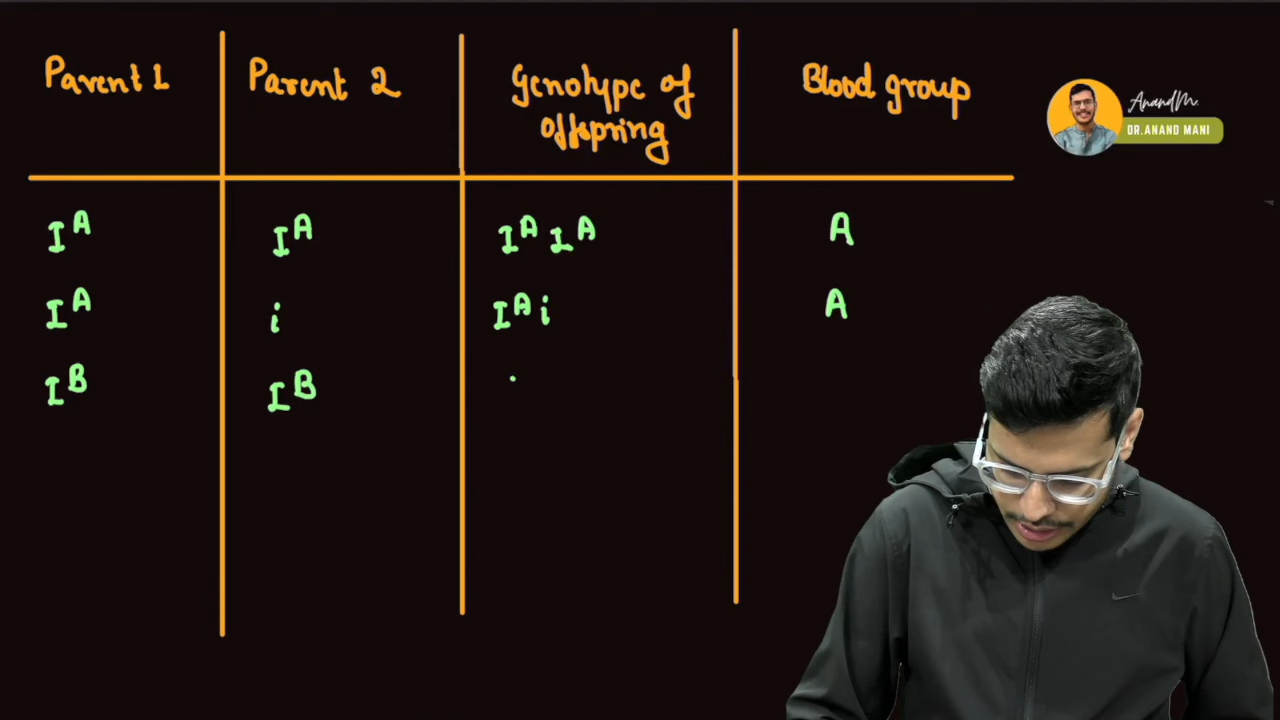 Parent 1 Parent 2 Genotype of Blood group
offspring
AnandM.
DR.ANAND MANI
I^A I^A I^A I^A A
I^A i I^A i A
I^B I^B